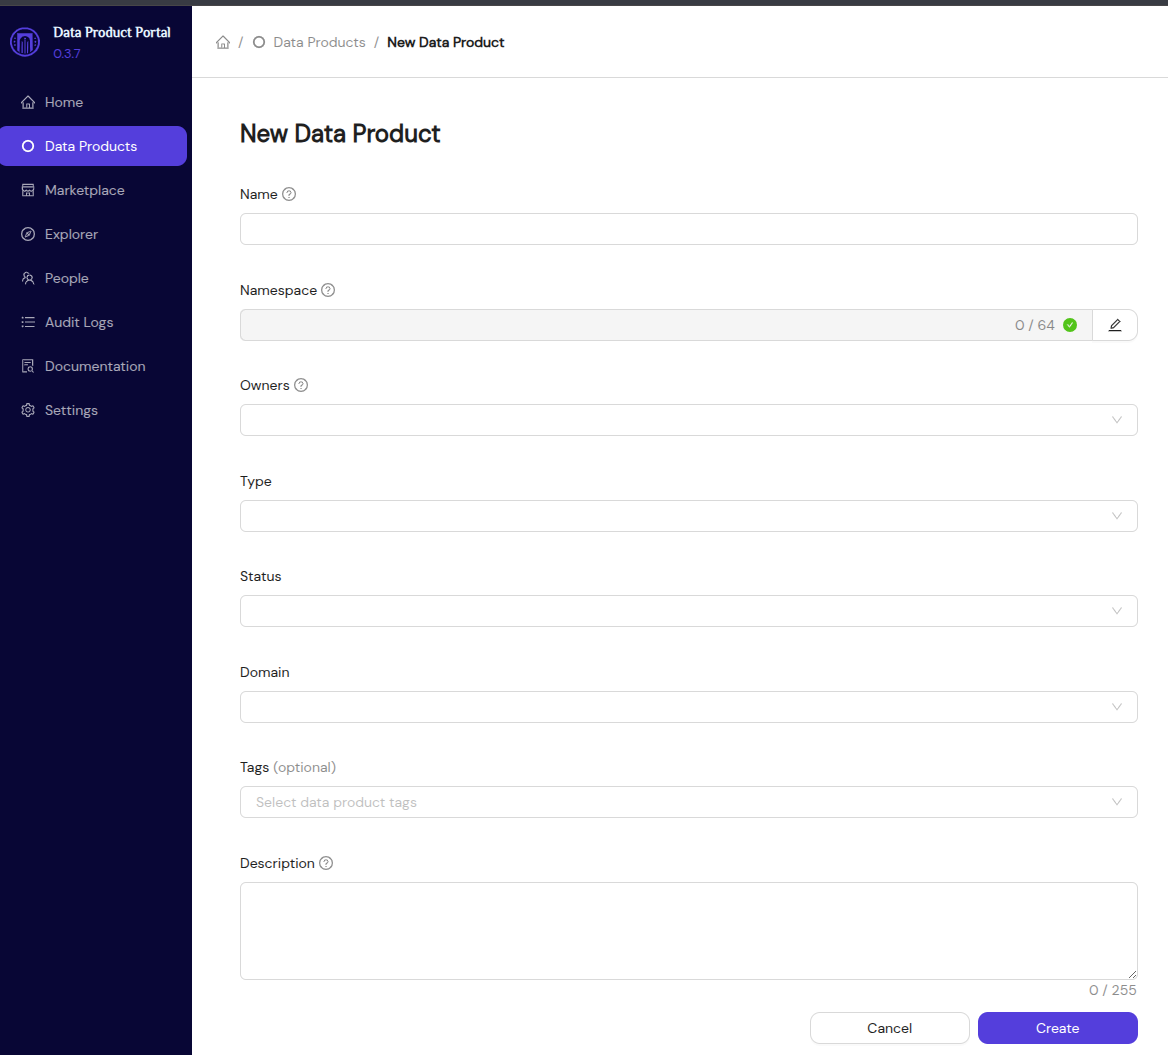 Data Product Portal
0.3.7
Home
Data Products
Marketplace
Explorer
People
Audit Logs
Documentation
Settings
/ Data Products / New Data Product
New Data Product
Name
Namespace
0 / 64
Owners
Type
Status
Domain
Tags (optional)
Select data product tags
Description
0 / 255
Cancel
Create